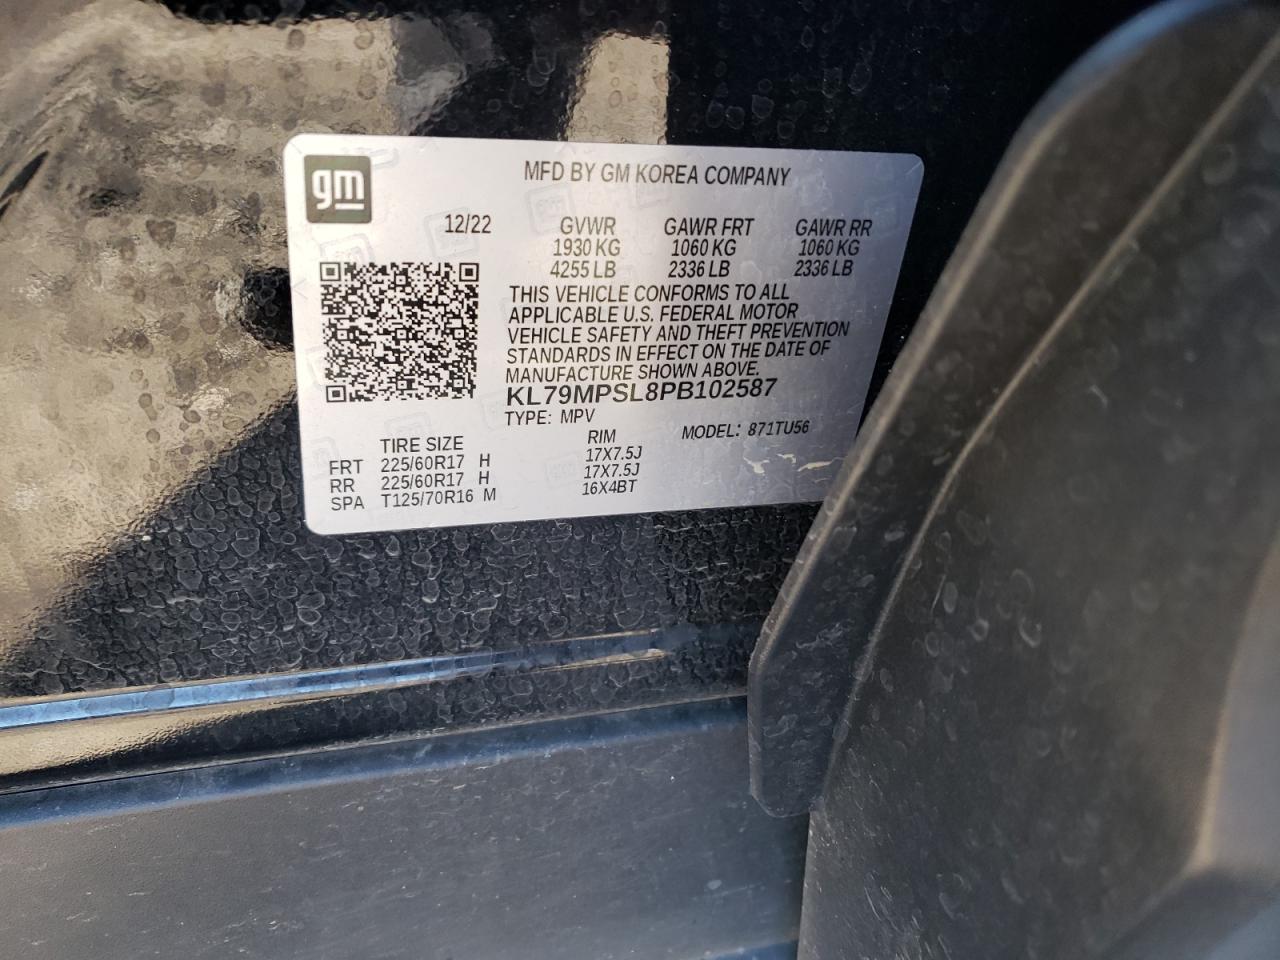 gm
MFD BY GM KOREA COMPANY
12/22 GVWR GAWR FRT GAWR RR
1930 KG 1060 KG 1060 KG
4255 LB 2336 LB 2336 LB
THIS VEHICLE CONFORMS TO ALL
APPLICABLE U.S. FEDERAL MOTOR
VEHICLE SAFETY AND THEFT PREVENTION
STANDARDS IN EFFECT ON THE DATE OF
MANUFACTURE SHOWN ABOVE.
KL79MPSL8PB102587
TYPE: MPV MODEL: 871TU56
TIRE SIZE RIM
FRT 225/60R17 H 17X7.5J
RR 225/60R17 H 17X7.5J
SPA T125/70R16 M 16X4BT